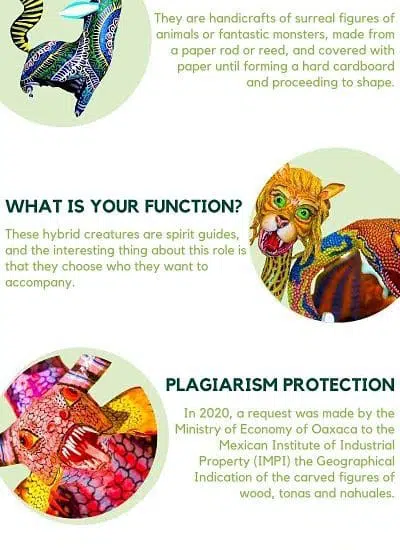 They are handicrafts of surreal figures of
animals or fantastic monsters, made from
a paper rod or reed, and covered with
paper until forming a hard cardboard
and proceeding to shape.
WHAT IS YOUR FUNCTION?
These hybrid creatures are spirit guides,
and the interesting thing about this role is
that they choose who they want to
accompany.
PLAGIARISM PROTECTION
In 2020, a request was made by the
Ministry of Economy of Oaxaca to the
Mexican Institute of Industrial
Property (IMPI) the Geographical
Indication of the carved figures of
wood, tonas and nahuales.